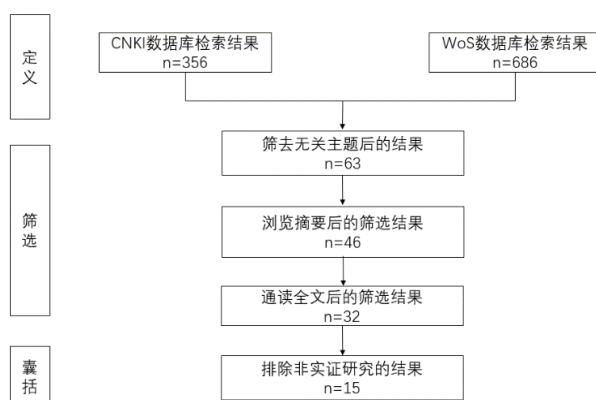 定
义
CNKI数据库检索结果
n=356
WoS数据库检索结果
n=686
筛去无关主题后的结果
n=63
筛
选
浏览摘要后的筛选结果
n=46
通读全文后的筛选结果
n=32
囊
括
排除非实证研究的结果
n=15